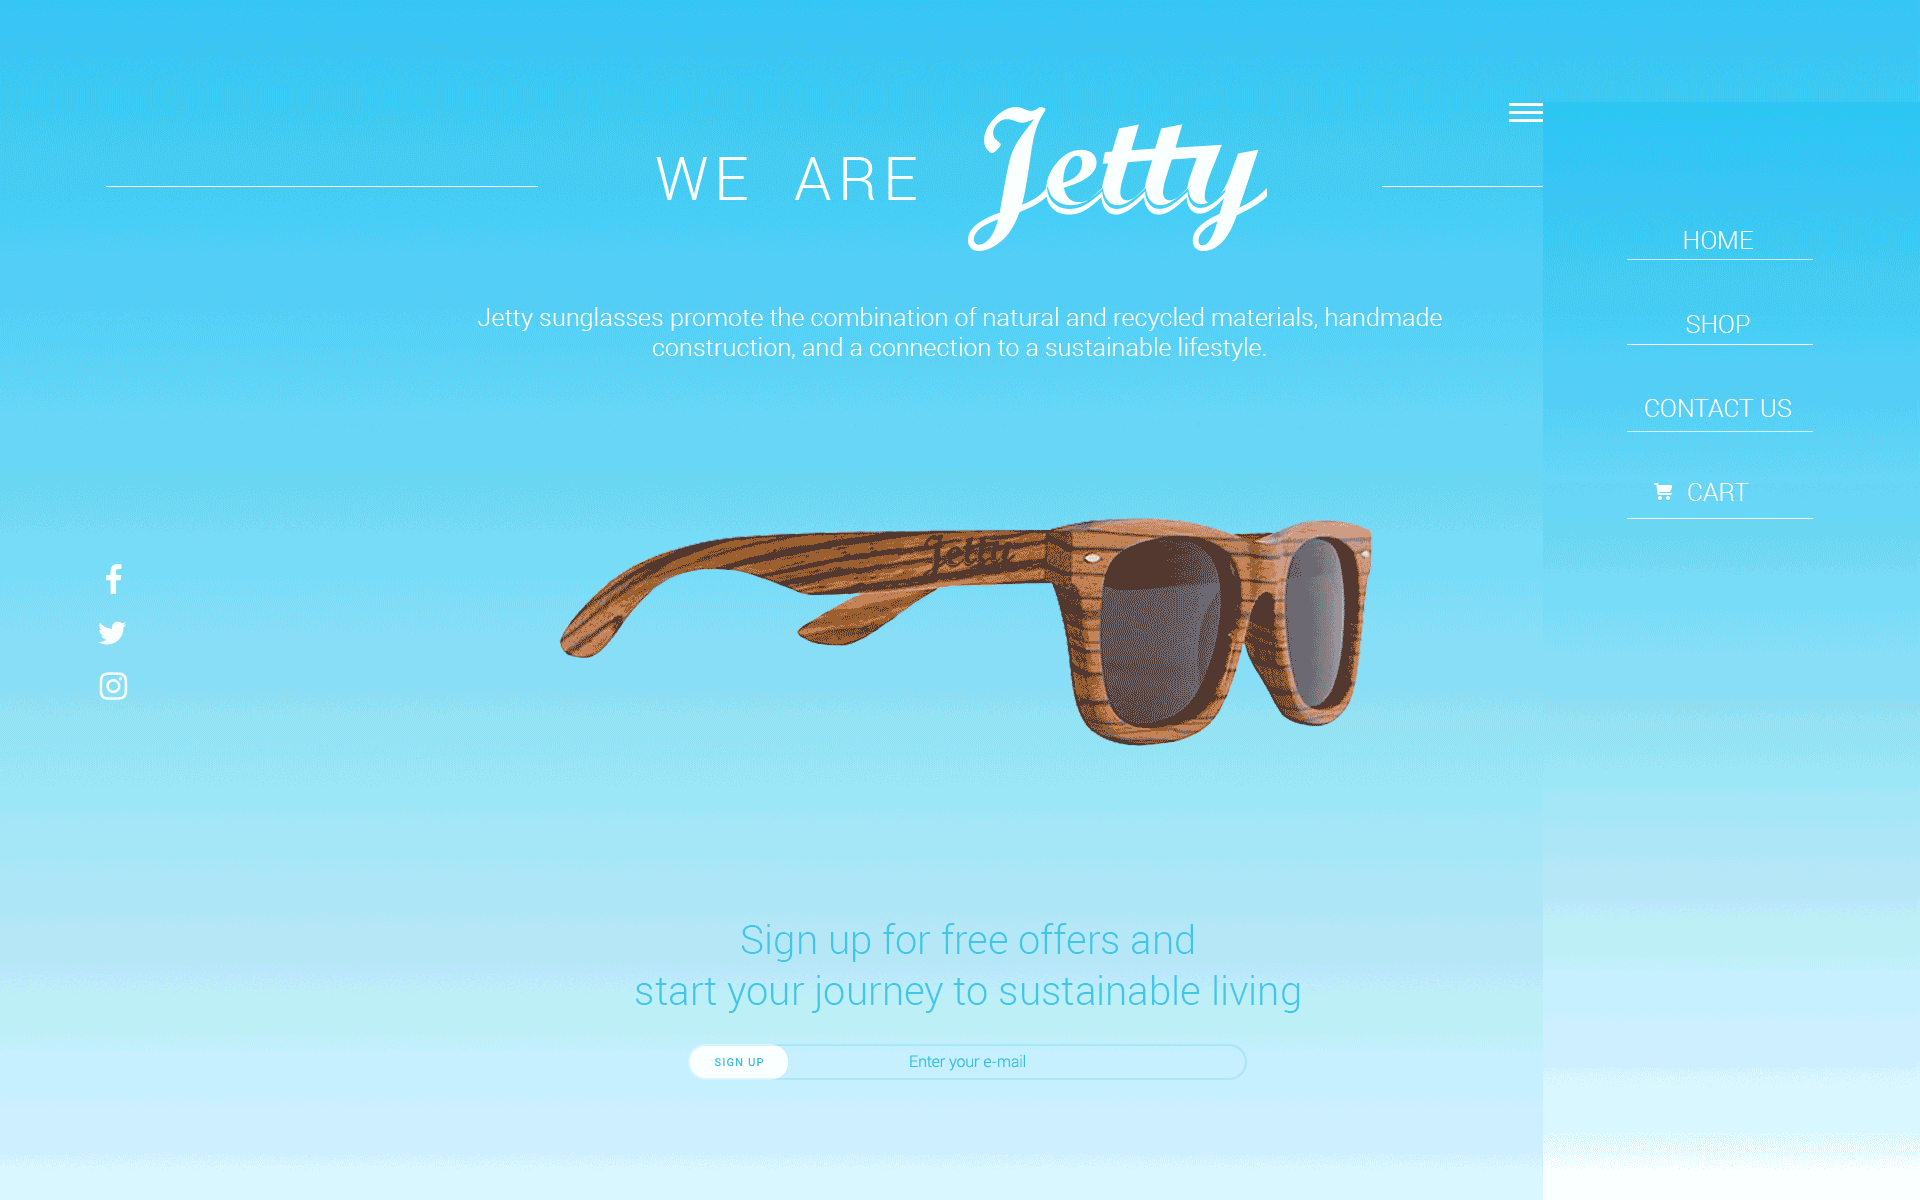 WE ARE Jetty
HOME
SHOP
CONTACT US
CART
Jetty sunglasses promote the combination of natural and recycled materials, handmade
construction, and a connection to a sustainable lifestyle.
Jetty
Sign up for free offers and
start your journey to sustainable living
SIGN UP
Enter your e-mail